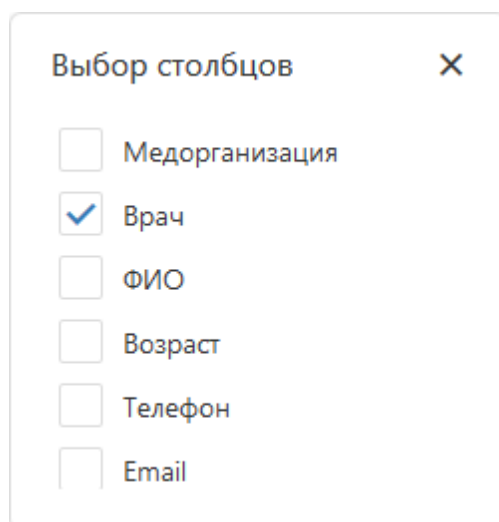 Выбор столбцов
Медорганизация
Врач
ФИО
Возраст
Телефон
Email